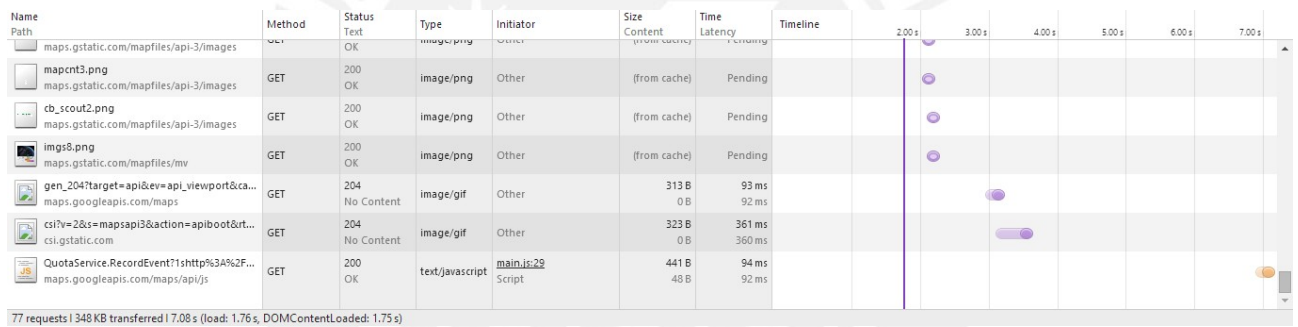 Name Method Status Type Initiator Size Time Timeline
Path Text Content Latency 2.00 s 3.00 s 4.00 s 5.00 s 6.00 s 7.00 s
GET image/png Other (from cache) Pending
maps.gstatic.com/mapfiles/api-3/images OK
mapcnt3.png GET 200 image/png Other (from cache) Pending
maps.gstatic.com/mapfiles/api-3/images OK
cb_scout2.png GET 200 image/png Other (from cache) Pending
maps.gstatic.com/mapfiles/api-3/images OK
imgs8.png GET 200 image/png Other (from cache) Pending
maps.gstatic.com/mapfiles/mv OK
gen_204?target=api&ev=api_viewport&ca... GET 204 image/gif Other 313 B 93 ms
maps.googleapis.com/maps No Content 0 B 92 ms
csi?v=2&s=mapsapi3&action=apiboot&rt... GET 204 image/gif Other 323 B 361 ms
csi.gstatic.com No Content 0 B 360 ms
QuotaService.RecordEvent?1shttp%3A%2F... GET 200 text/javascript main.js:29 441 B 94 ms
maps.googleapis.com/maps/api/js OK Script 48 B 92 ms
77 requests I 348 KB transferred I 7.08 s (load: 1.76 s, DOMContentLoaded: 1.75 s)